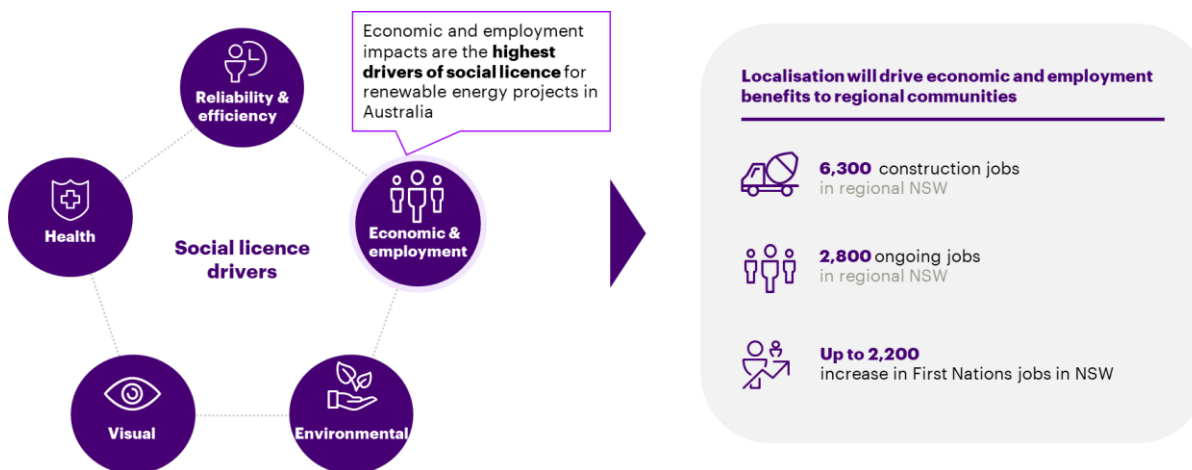 Economic and employment
impacts are the highest
drivers of social licence for
renewable energy projects in
Australia
Reliability &
efficiency
Health
Economic &
employment
Social licence
drivers
Visual
Environmental
Localisation will drive economic and employment
benefits to regional communities
6,300 construction jobs
in regional NSW
2,800 ongoing jobs
in regional NSW
Up to 2,200
increase in First Nations jobs in NSW